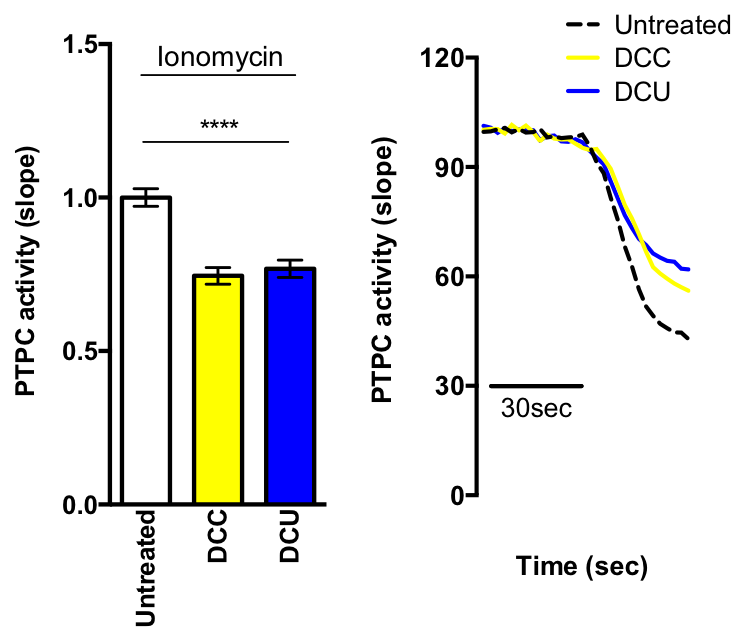 Ionomycin
****
PTPC activity (slope)
1.5
1.0
0.5
0.0
Untreated
DCC
DCU
Untreated
DCC
DCU
PTPC activity (slope)
120
90
60
30
0
30sec
Time (sec)